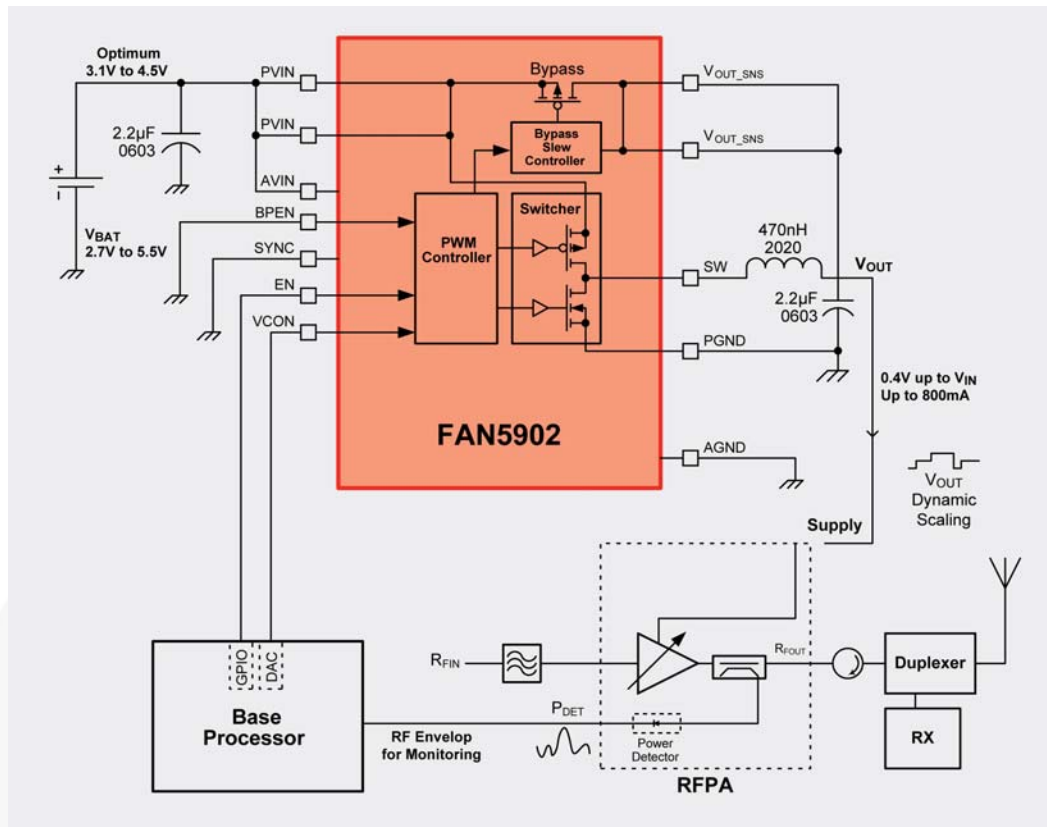 Optimum
3.1V to 4.5V
PVIN
Bypass
VOUT_SNS
2.2µF
0603
PVIN
Bypass
Slew
Controller
VOUT_SNS
+
–
AVIN
VBAT
2.7V to 5.5V
BPEN
PWM
Controller
Switcher
SYNC
EN
VCON
470nH
2020
SW
VOUT
2.2µF
0603
PGND
0.4V up to VIN
Up to 800mA
FAN5902
AGND
VOUT
Dynamic
Scaling
Supply
GPIO
DAC
Base
Processor
RFIN
RFOUT
Duplexer
PDET
RF Envelop
for Monitoring
Power
Detector
RX
RFPA